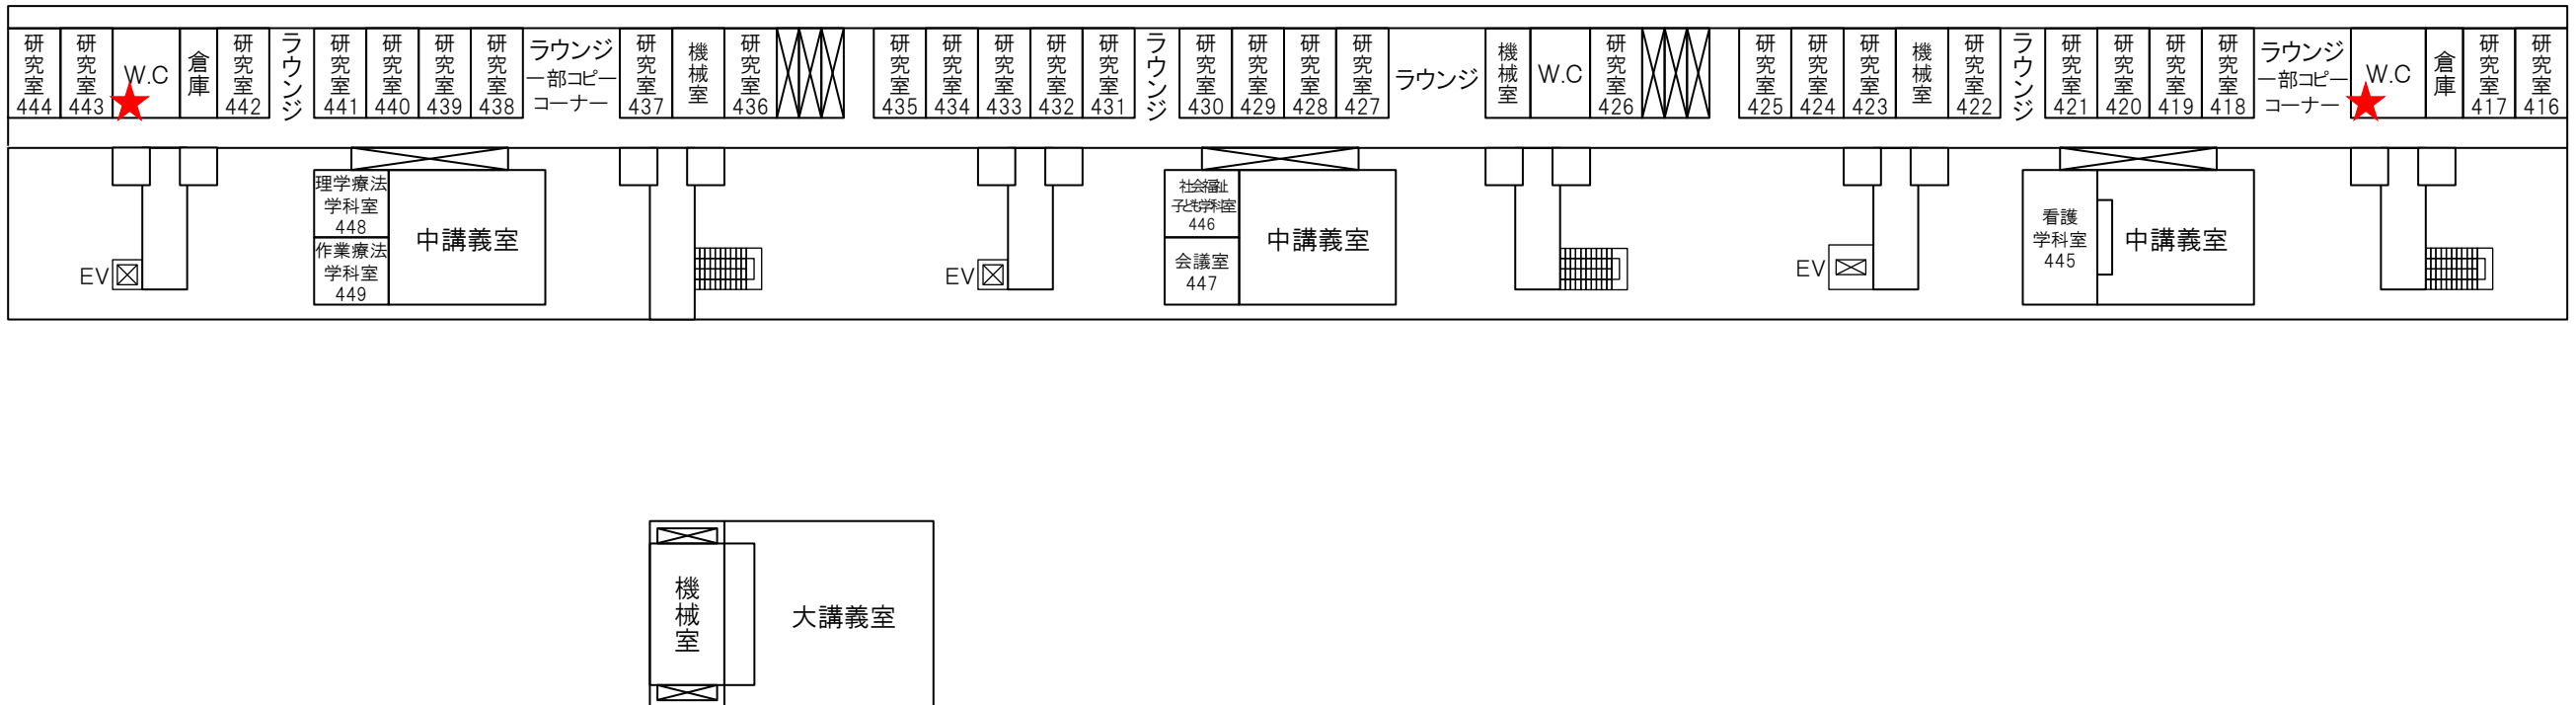 研究室 444
研究室 443
W.C
倉庫
研究室 442
ラウンジ
研究室 441
研究室 440
研究室 439
研究室 438
ラウンジ
一部コピー
コーナー
研究室 437
機械室
研究室 436
研究室 435
研究室 434
研究室 433
研究室 432
研究室 431
ラウンジ
研究室 430
研究室 429
研究室 428
研究室 427
ラウンジ
機械室
W.C
研究室 426
研究室 425
研究室 424
研究室 423
機械室
研究室 422
ラウンジ
研究室 421
研究室 420
研究室 419
研究室 418
ラウンジ
一部コピー
コーナー
W.C
倉庫
研究室 417
研究室 416
EV
理学療法
学科室
448
作業療法
学科室
449
中講義室
EV
社会福祉
子ども学科室
446
会議室
447
中講義室
EV
看護
学科室
445
中講義室
機械室
大講義室